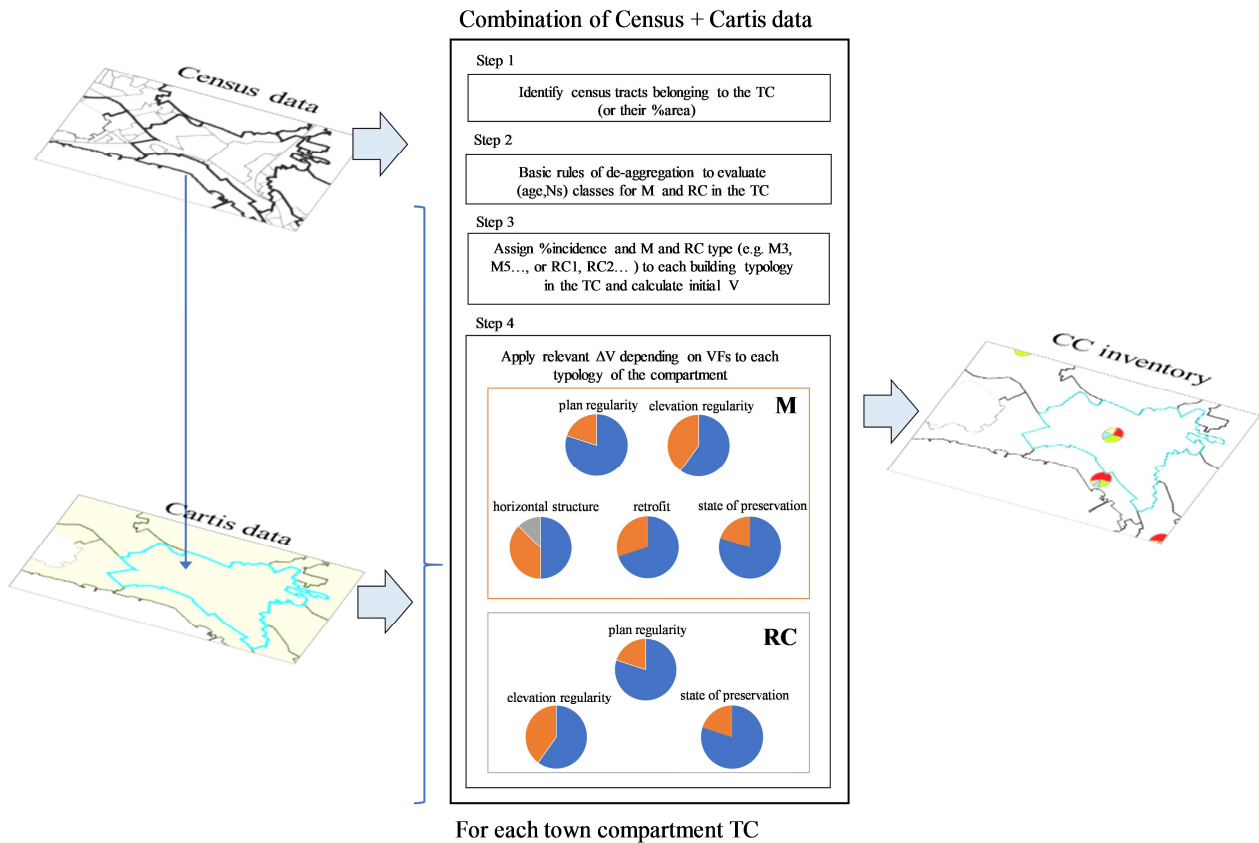 Combination of Census + Cartis data
Census data
Step 1
Identify census tracts belonging to the TC
(or their %area)
Step 2
Basic rules of de-aggregation to evaluate
(age,Ns) classes for M and RC in the TC
Step 3
Assign %incidence and M and RC type (e.g. M3,
M5…, or RC1, RC2… ) to each building typology
in the TC and calculate initial V
Step 4
Apply relevant ΔV depending on VFs to each
typology of the compartment
M
plan regularity
elevation regularity
horizontal structure
retrofit
state of preservation
RC
plan regularity
elevation regularity
state of preservation
Cartis data
CC inventory
For each town compartment TC